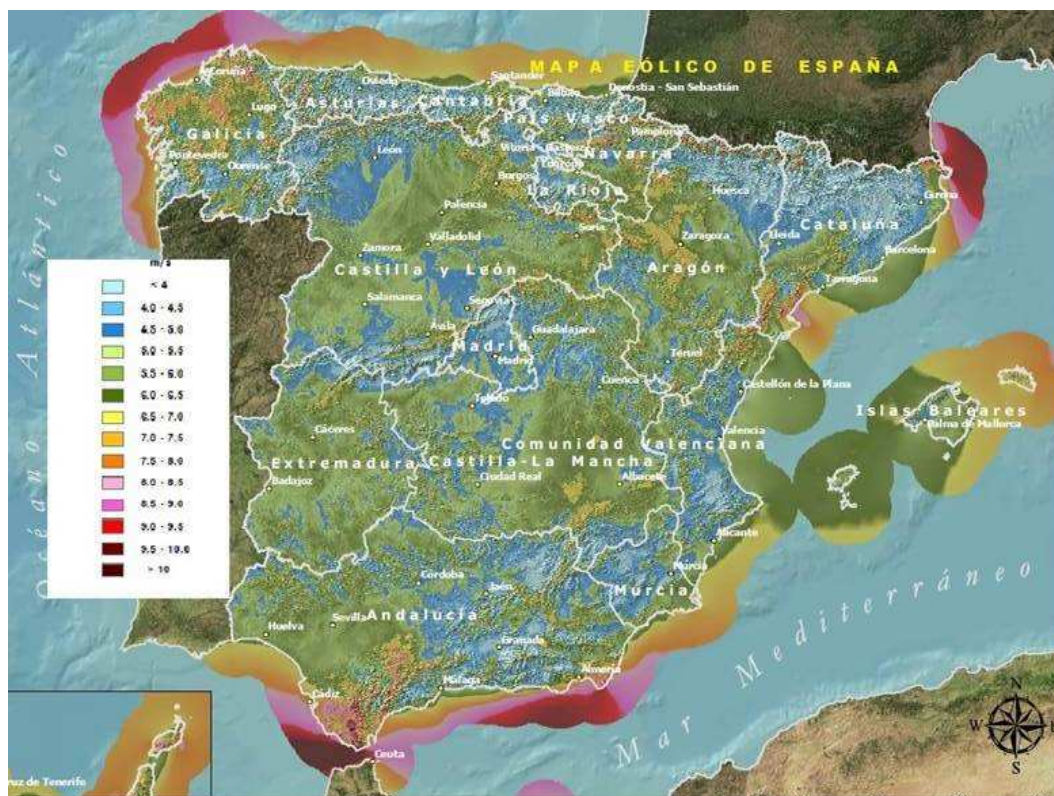 MAPA EÓLICO DE ESPAÑA
Coruña
Oviedo
Santander
Bilbao
Donostia - San Sebastián
Asturias
Cantabria
País Vasco
Lugo
Galicia
Pontevedra
Ourense
León
Vitoria
Pamplona
Navarra
Burgos
La Rioja
Huesca
Girona
Palencia
Cataluña
Soria
Zaragoza
Lleida
Barcelona
Zamora
Valladolid
Castilla y León
Aragón
Tarragona
Salamanca
Segovia
Ávila
Guadalajara
Madrid
Madrid
Teruel
Cuenca
Castellón de la Plana
Toledo
Islas Baleares
Palma de Mallorca
Cáceres
Valencia
Comunidad Valenciana
Extremadura
Castilla-La Mancha
Badajoz
Ciudad Real
Albacete
Alicante
Murcia
Murcia
Córdoba
Jaén
Andalucía
Sevilla
Huelva
Granada
Almería
Málaga
Cádiz
Ceuta
Océano Atlántico
Mar Mediterráneo
m/s
< 4
4.0 - 4.5
4.5 - 5.0
5.0 - 5.5
5.5 - 6.0
6.0 - 6.5
6.5 - 7.0
7.0 - 7.5
7.5 - 8.0
8.0 - 8.5
8.5 - 9.0
9.0 - 9.5
9.5 - 10.0
> 10
ruz de Tenerife
N
W
S